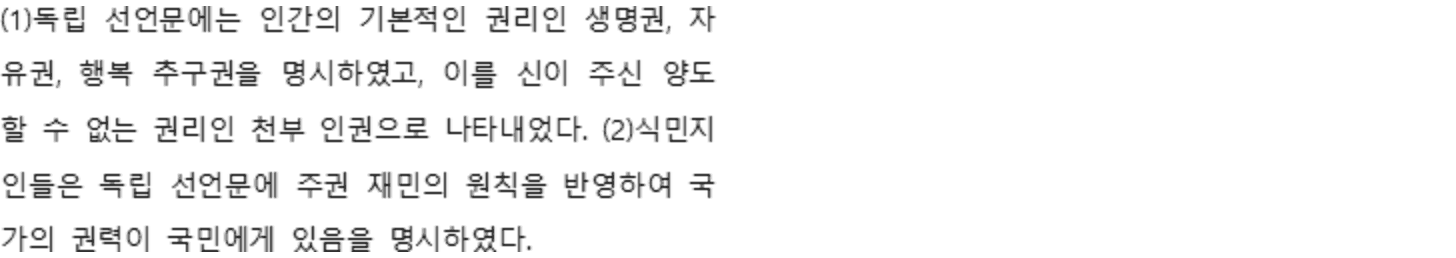 (1)독립 선언문에는 인간의 기본적인 권리인 생명권, 자
유권, 행복 추구권을 명시하였고, 이를 신이 주신 양도
할 수 없는 권리인 천부 인권으로 나타내었다. (2)식민지
인들은 독립 선언문에 주권 재민의 원칙을 반영하여 국
가의 권력이 국민에게 있음을 명시하였다.